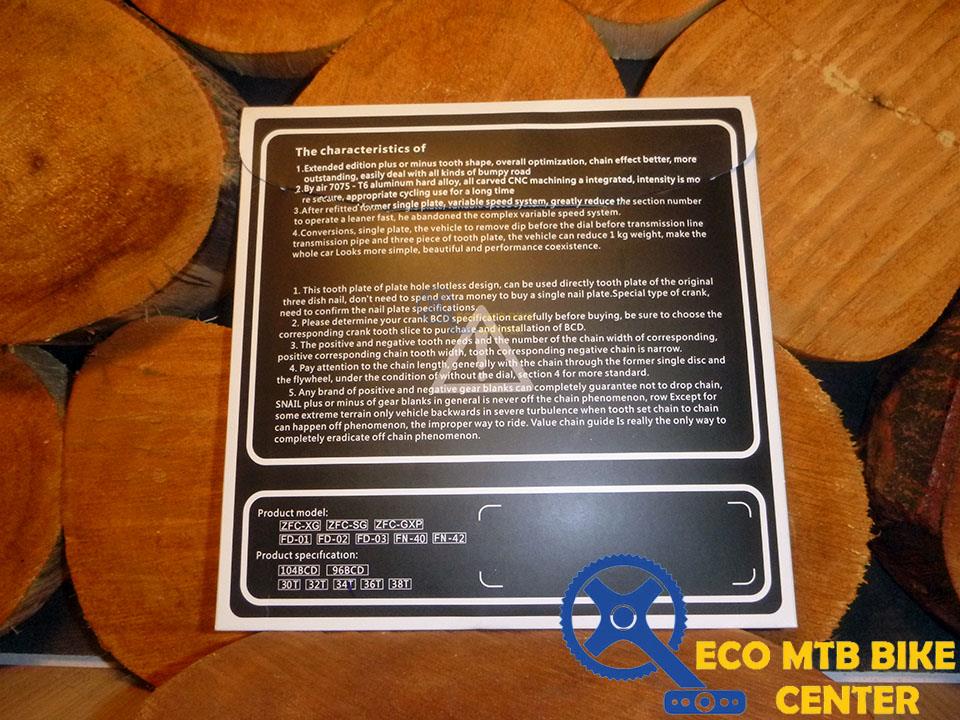 The characteristics of
1.Extended edition plus or minus tooth shape, overall optimization, chain effect better, more
outstanding, easily deal with all kinds of bumpy road
2.By air 7075 - T6 aluminum hard alloy, all carved CNC machining a integrated, intensity is mo
re secure, appropriate cycling use for a long time
3.After refitted former single plate, variable speed system, greatly reduce the section number
to operate a leaner fast, he abandoned the complex variable speed system.
4.Conversions, single plate, the vehicle to remove dip before the dial before transmission line
transmission pipe and three piece of tooth plate, the vehicle can reduce 1 kg weight, make the
whole car Looks more simple, beautiful and performance coexistence.
1. This tooth plate of plate hole slotless design, can be used directly tooth plate of the original
three dish nail, don't need to spend extra money to buy a single nail plate.Special type of crank,
need to confirm the nail plate specifications.
2. Please determine your crank BCD specification carefully before buying, be sure to choose the
corresponding crank tooth slice to purchase and installation of BCD.
3. The positive and negative tooth needs and the number of the chain width of corresponding,
positive corresponding chain tooth width, tooth corresponding negative chain is narrow.
4. Pay attention to the chain length, generally with the chain through the former single disc and
the flywheel, under the condition of without the dial, section 4 for more standard.
5. Any brand of positive and negative gear blanks can completely guarantee not to drop chain,
SNAIL plus or minus of gear blanks in general is never off the chain phenomenon, row Except for
some extreme terrain only vehicle backwards in severe turbulence when tooth set chain to chain
can happen off phenomenon, the improper way to ride. Value chain guide Is really the only way to
completely eradicate off chain phenomenon.
Product model:
ZFC-XG ZFC-SG ZFC-GXP
FD-01 FD-02 FD-03 FN-40 FN-42
Product specification:
104BCD 96BCD
30T 32T 34T 36T 38T
ECO MTB BIKE
CENTER